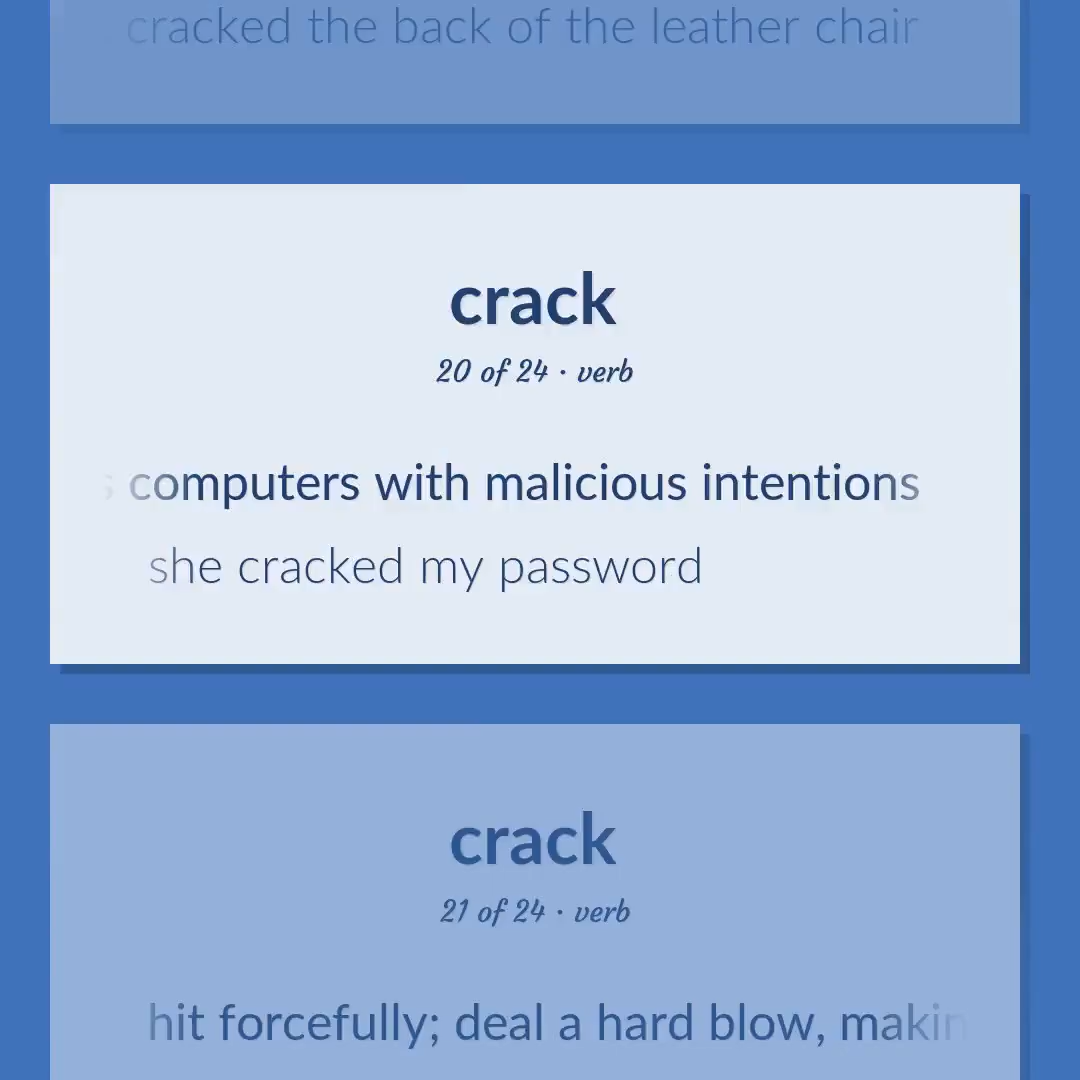 cracked the back of the leather chair
crack
20 of 24 · verb
computers with malicious intentions
she cracked my password
crack
21 of 24 · verb
hit forcefully; deal a hard blow, makin